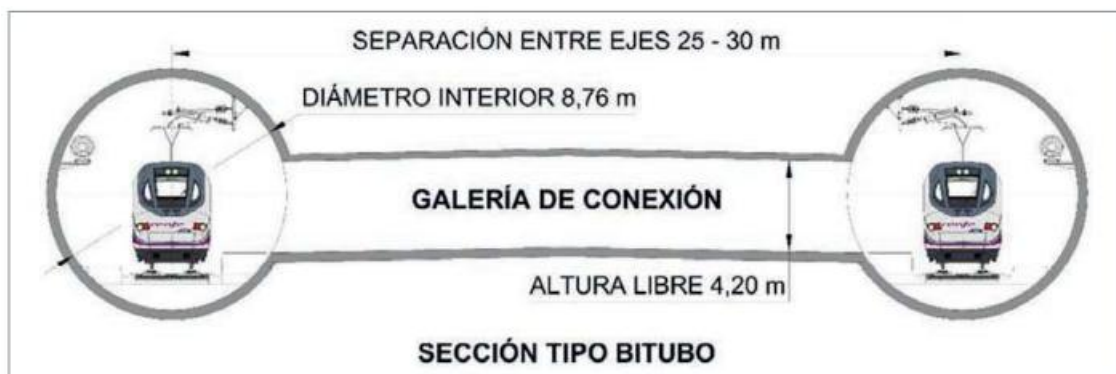 SEPARACIÓN ENTRE EJES 25 - 30 m
DIÁMETRO INTERIOR 8,76 m
GALERÍA DE CONEXIÓN
ALTURA LIBRE 4,20 m
SECCIÓN TIPO BITUBO